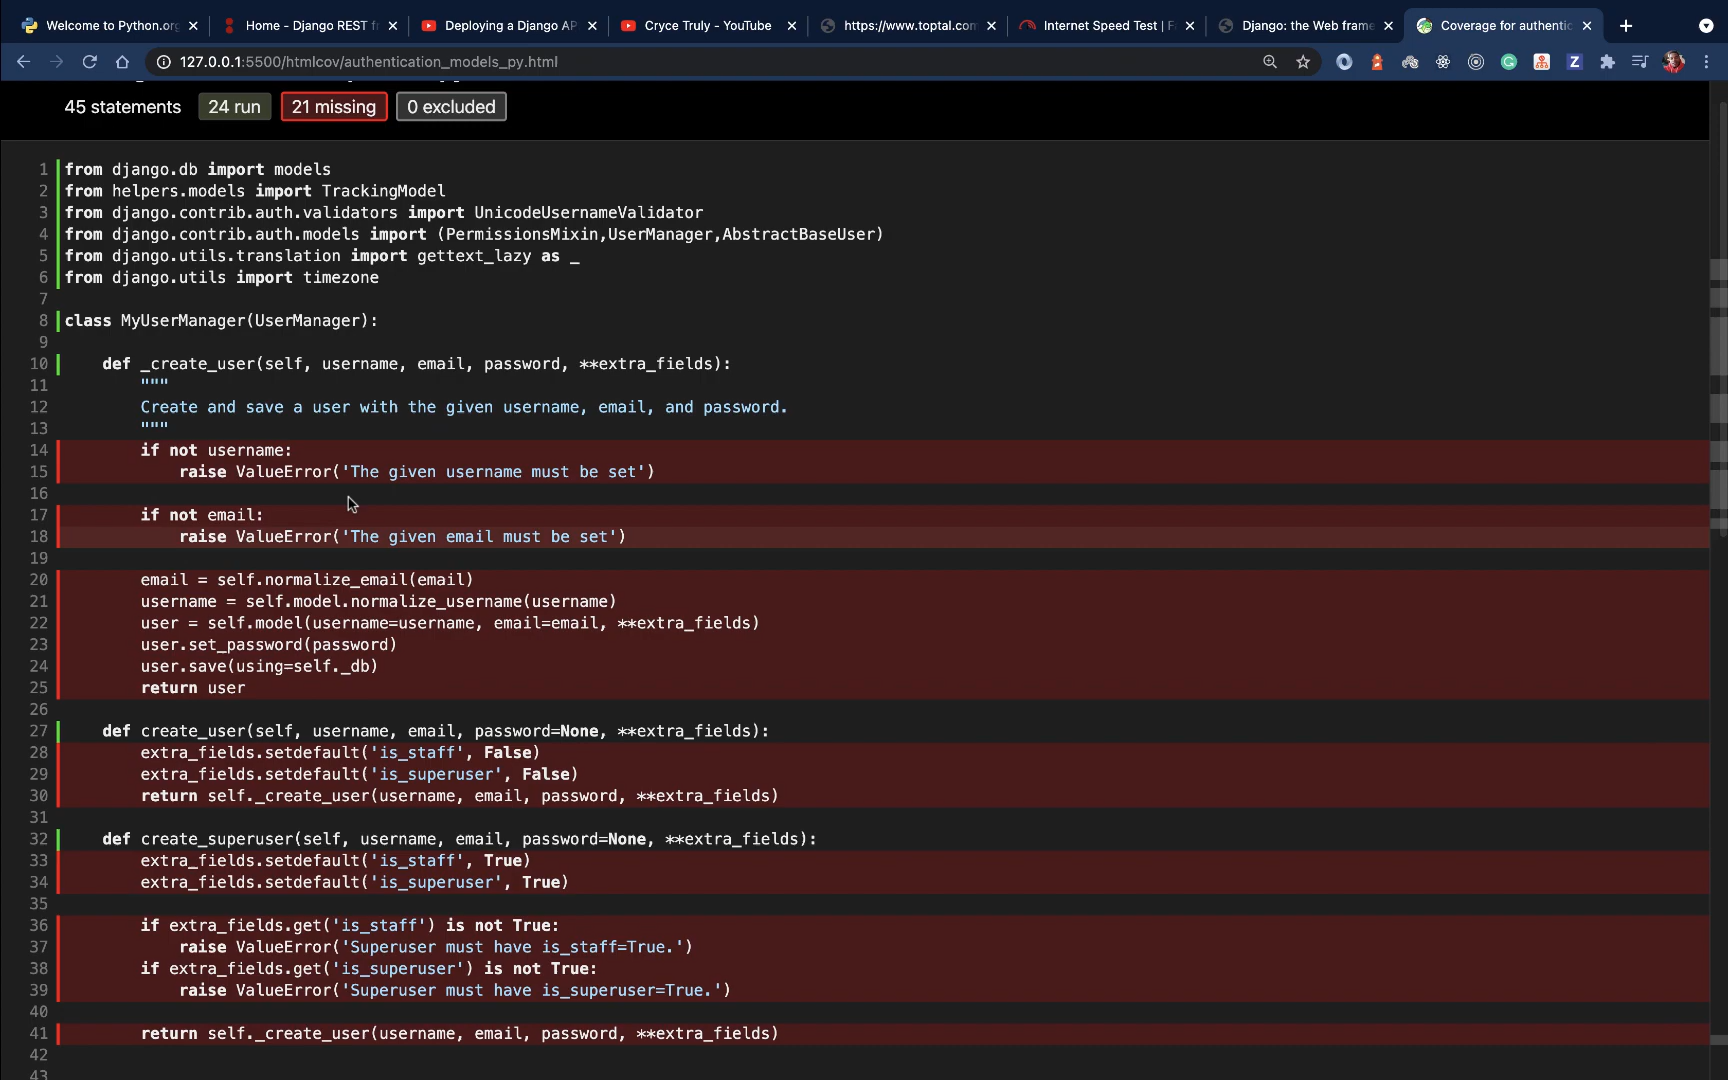 Welcome to Python.org
Home - Django REST f
Deploying a Django AP
Cryce Truly - YouTube
https://www.toptal.com
Internet Speed Test | F
Django: the Web frame
Coverage for authentic
127.0.0.1:5500/htmlcov/authentication_models_py.html
45 statements 24 run 21 missing 0 excluded
1 from django.db import models
2 from helpers.models import TrackingModel
3 from django.contrib.auth.validators import UnicodeUsernameValidator
4 from django.contrib.auth.models import (PermissionsMixin,UserManager,AbstractBaseUser)
5 from django.utils.translation import gettext_lazy as _
6 from django.utils import timezone
7
8 class MyUserManager(UserManager):
9
10 def _create_user(self, username, email, password, **extra_fields):
11 """
12 Create and save a user with the given username, email, and password.
13 """
14 if not username:
15 raise ValueError('The given username must be set')
16
17 if not email:
18 raise ValueError('The given email must be set')
19
20 email = self.normalize_email(email)
21 username = self.model.normalize_username(username)
22 user = self.model(username=username, email=email, **extra_fields)
23 user.set_password(password)
24 user.save(using=self._db)
25 return user
26
27 def create_user(self, username, email, password=None, **extra_fields):
28 extra_fields.setdefault('is_staff', False)
29 extra_fields.setdefault('is_superuser', False)
30 return self._create_user(username, email, password, **extra_fields)
31
32 def create_superuser(self, username, email, password=None, **extra_fields):
33 extra_fields.setdefault('is_staff', True)
34 extra_fields.setdefault('is_superuser', True)
35
36 if extra_fields.get('is_staff') is not True:
37 raise ValueError('Superuser must have is_staff=True.')
38 if extra_fields.get('is_superuser') is not True:
39 raise ValueError('Superuser must have is_superuser=True.')
40
41 return self._create_user(username, email, password, **extra_fields)
42
43